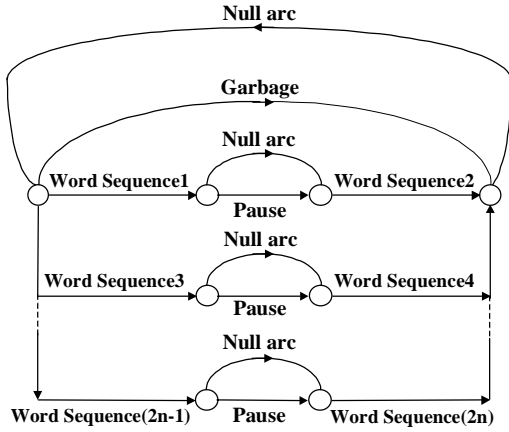 Null arc
Garbage
Null arc
Word Sequence1
Word Sequence2
Pause
Null arc
Word Sequence3
Word Sequence4
Pause
Null arc
Word Sequence(2n-1)
Pause
Word Sequence(2n)